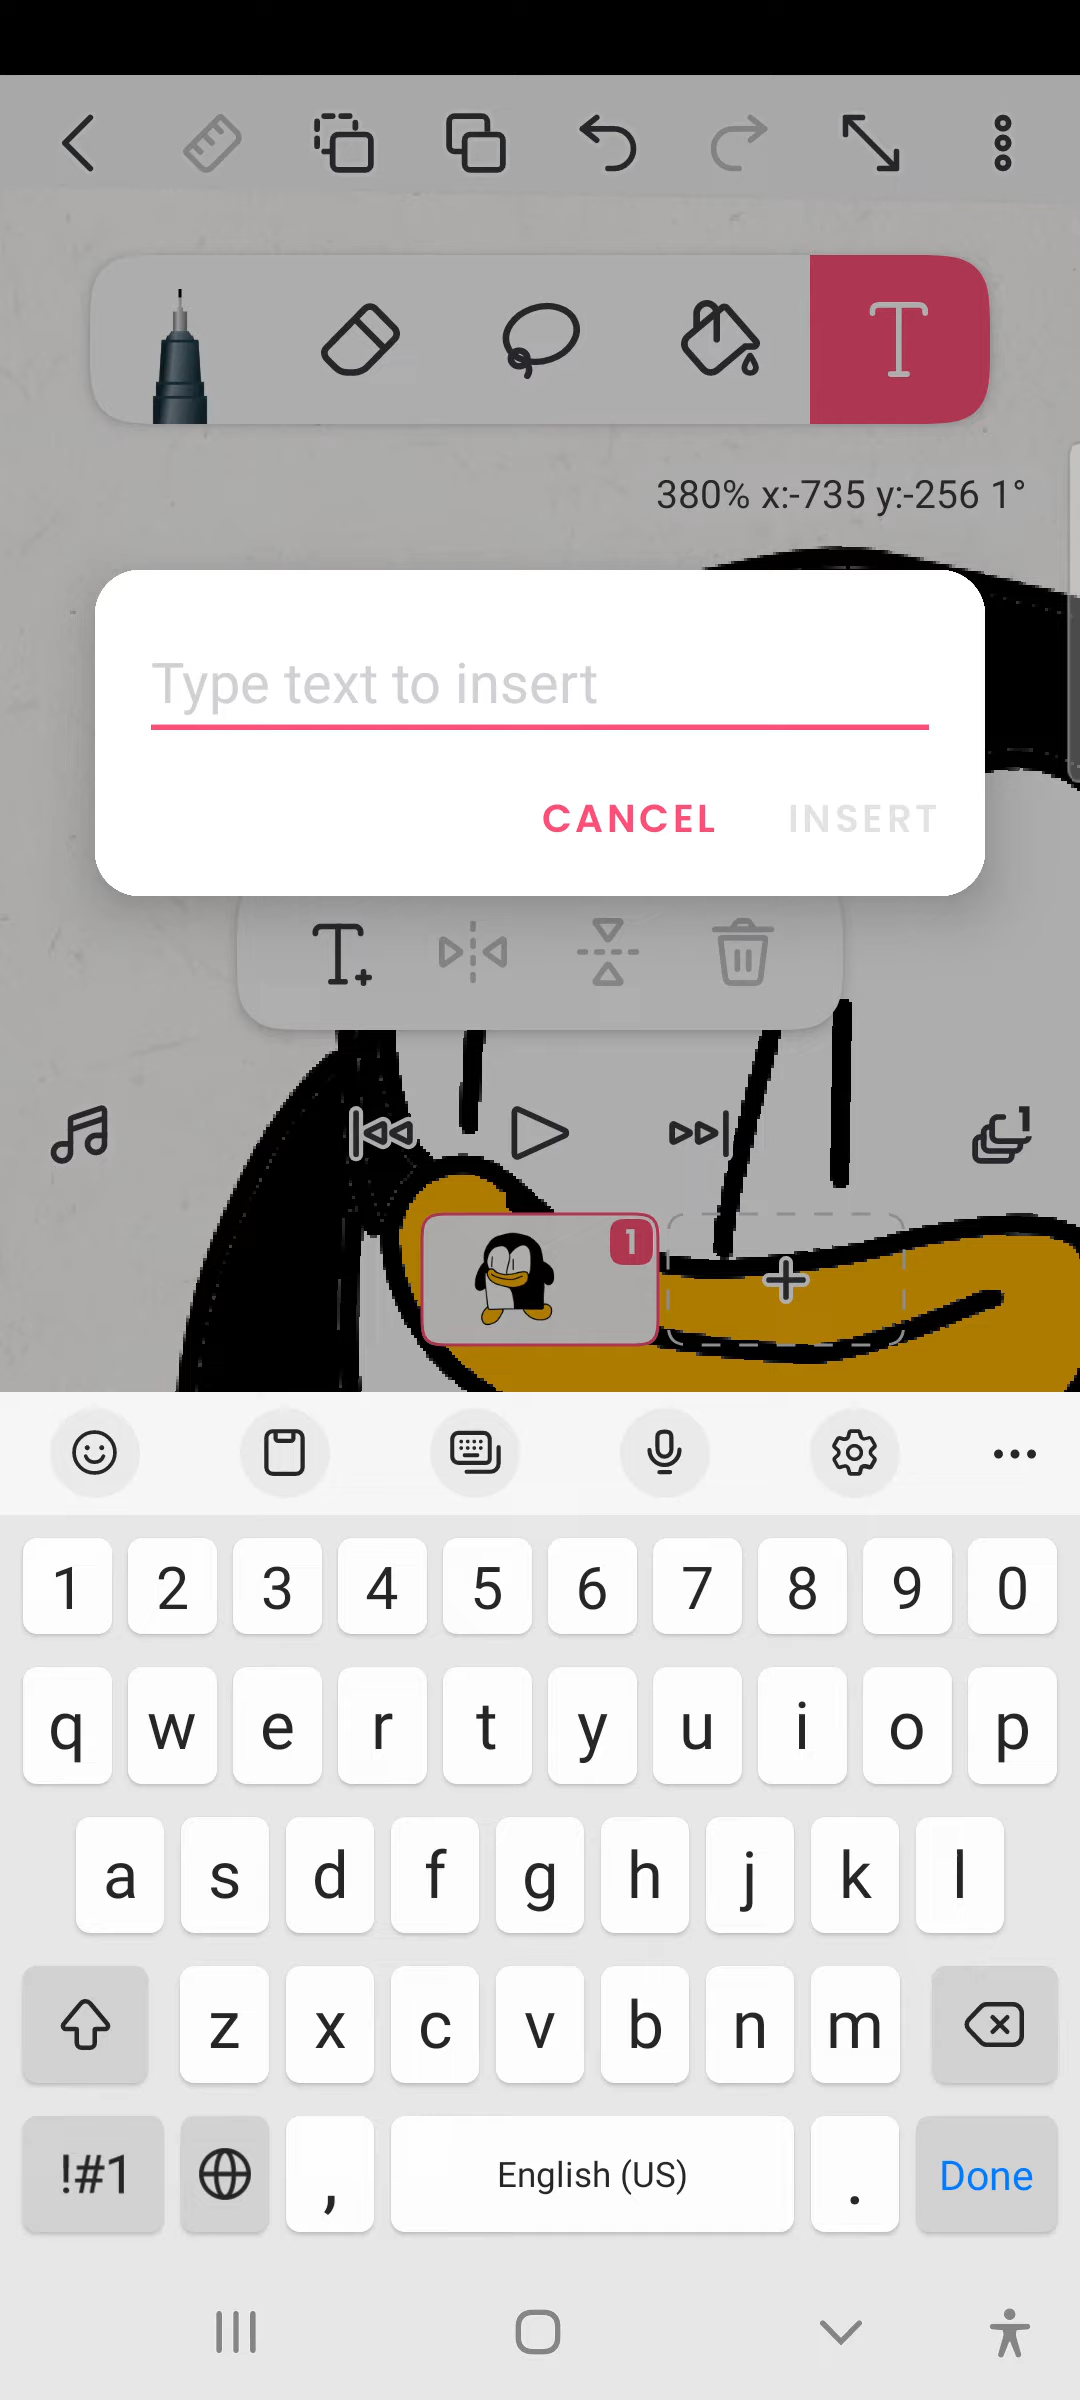 380% x:-735 y:-256 1°
Type text to insert
CANCEL INSERT
1
1
1 2 3 4 5 6 7 8 9 0
q w e r t y u i o p
a s d f g h j k l
z x c v b n m
!#1 , English (US) . Done